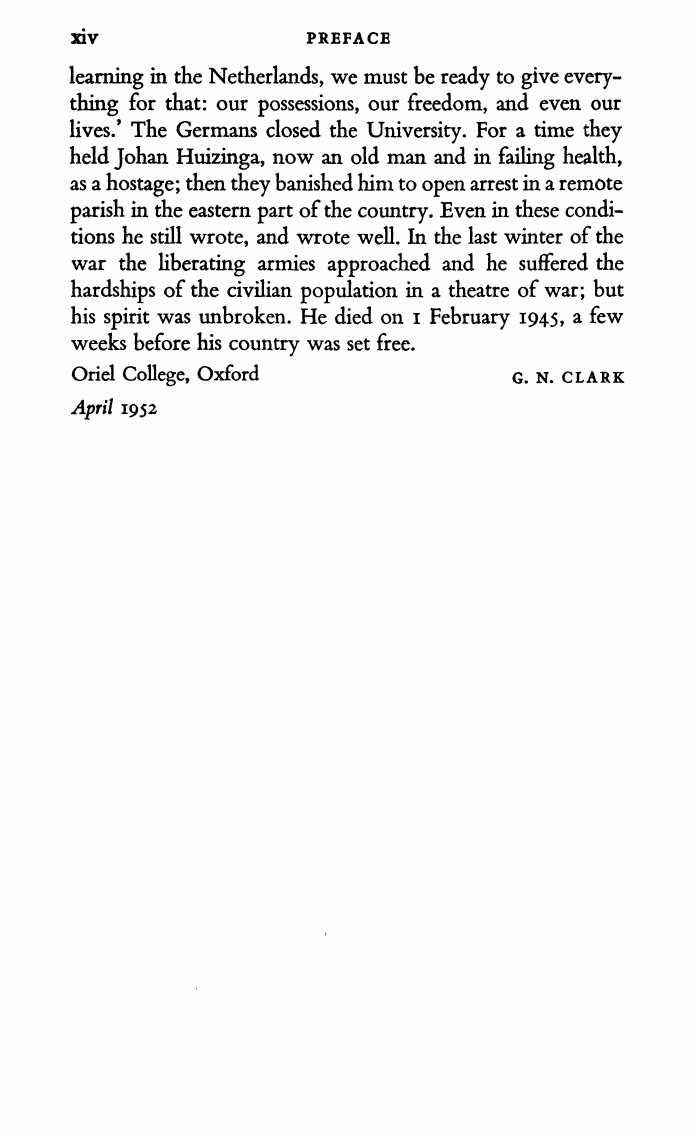 xiv PREFACE
learning in the Netherlands, we must be ready to give every-
thing for that: our possessions, our freedom, and even our
lives.’ The Germans closed the University. For a time they
held Johan Huizinga, now an old man and in failing health,
as a hostage; then they banished him to open arrest in a remote
parish in the eastern part of the country. Even in these condi-
tions he still wrote, and wrote well. In the last winter of the
war the liberating armies approached and he suffered the
hardships of the civilian population in a theatre of war; but
his spirit was unbroken. He died on 1 February 1945, a few
weeks before his country was set free.
Oriel College, Oxford G. N. CLARK
April 1952